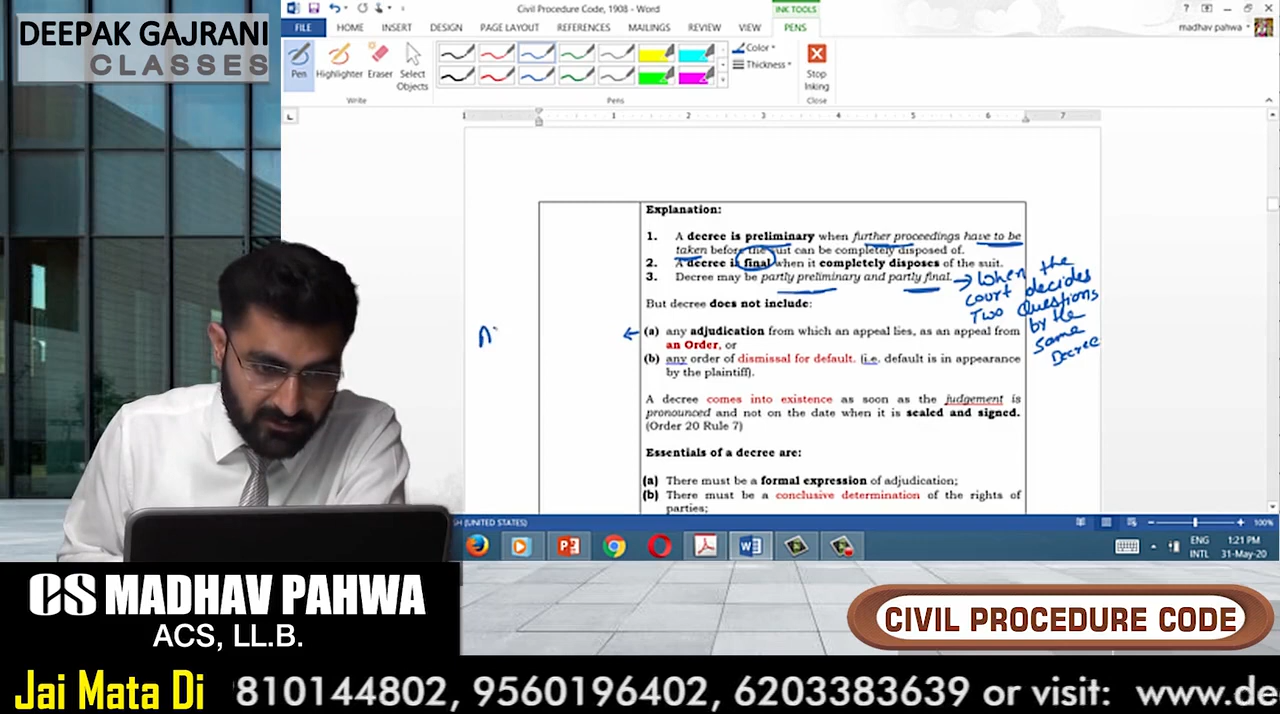 DEEPAK GAJRANI
CLASSES
Civil Procedure Code, 1908 - Word
INK TOOLS
FILE HOME INSERT DESIGN PAGE LAYOUT REFERENCES MAILINGS REVIEW VIEW PENS
madhav pahwa
Pen Highlighter Eraser Select Objects
Color
Thickness
Stop Inking
Write Pens Close
Explanation:
1. A decree is preliminary when further proceedings have to be
taken before the suit can be completely disposed of.
2. A decree is final when it completely disposes of the suit.
3. Decree may be partly preliminary and partly final.
→ When the
court decides
Two Questions
by the
same
Decree
But decree does not include:
(a) any adjudication from which an appeal lies, as an appeal from
an Order, or
(b) any order of dismissal for default. (i.e. default is in appearance
by the plaintiff).
A decree comes into existence as soon as the judgement is
pronounced and not on the date when it is sealed and signed.
(Order 20 Rule 7)
Essentials of a decree are:
(a) There must be a formal expression of adjudication;
(b) There must be a conclusive determination of the rights of
parties;
(UNITED STATES)
100%
ENG
INTL
1:21 PM
31-May-20
CS MADHAV PAHWA
ACS, LL.B.
CIVIL PROCEDURE CODE
Jai Mata Di
810144802, 9560196402, 6203383639 or visit: www.de